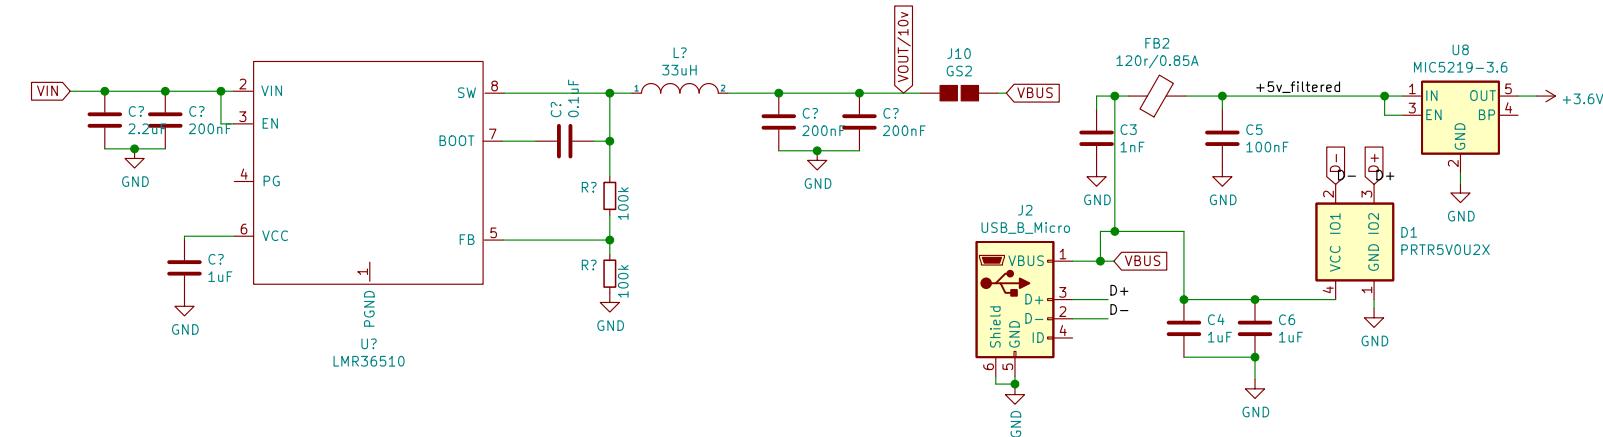 VIN
C?
2.2uF
C?
200nF
GND
2
VIN
3
EN
4
PG
6
VCC
C?
1uF
GND
SW
8
BOOT
7
FB
5
1
PGND
U?
LMR36510
C?
0.1uF
R?
100k
R?
100k
GND
L?
33uH
1
2
C?
200nF
C?
200nF
GND
VOUT/10v
J10
GS2
VBUS
FB2
120r/0.85A
C3
1nF
GND
+5v_filtered
C5
100nF
GND
U8
MIC5219-3.6
1
IN
3
EN
OUT
5
BP
4
GND
2
GND
+3.6V
J2
USB_B_Micro
VBUS
1
VBUS
D+
3
D+
D-
2
D-
ID
4
Shield
GND
6
5
GND
C4
1uF
C6
1uF
GND
D-
D+
D-
D+
2
3
IO1
IO2
VCC
GND
4
1
D1
PRTR5V0U2X
GND